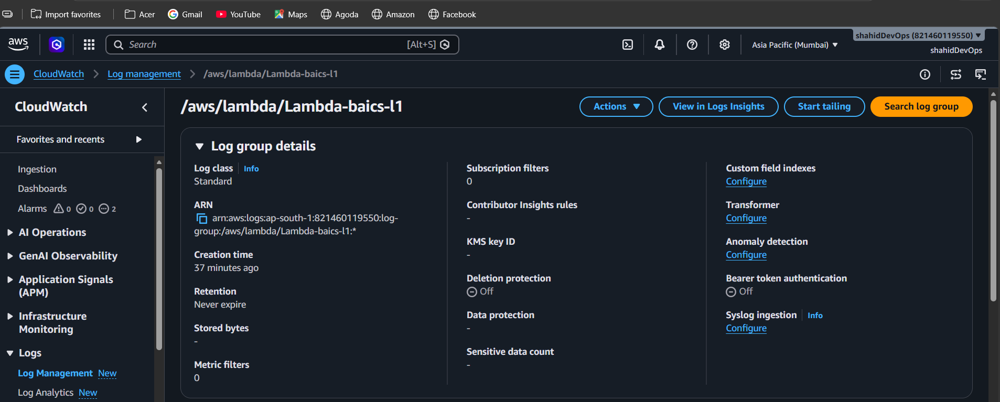 Import favorites
Acer
Gmail
YouTube
Maps
Agoda
Amazon
Facebook
aws
Search
[Alt+S]
Asia Pacific (Mumbai)
shahidDevOps (821460119550)
shahidDevOps
CloudWatch
Log management
/aws/lambda/Lambda-baics-l1
CloudWatch
Favorites and recents
Ingestion
Dashboards
Alarms 0 0 2
AI Operations
GenAI Observability
Application Signals
(APM)
Infrastructure
Monitoring
Logs
Log Management New
Log Analytics New
/aws/lambda/Lambda-baics-l1
Actions
View in Logs Insights
Start tailing
Search log group
Log group details
Log class Info
Standard
ARN
arn:aws:logs:ap-south-1:821460119550:log-
group:/aws/lambda/Lambda-baics-l1:*
Creation time
37 minutes ago
Retention
Never expire
Stored bytes
-
Metric filters
0
Subscription filters
0
Contributor Insights rules
-
KMS key ID
-
Deletion protection
Off
Data protection
-
Sensitive data count
-
Custom field indexes
Configure
Transformer
Configure
Anomaly detection
Configure
Bearer token authentication
Off
Syslog ingestion Info
Configure